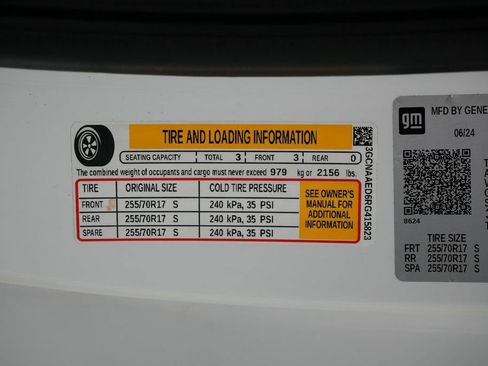 TIRE AND LOADING INFORMATION
SEATING CAPACITY TOTAL 3 FRONT 3 REAR 0
The combined weight of occupants and cargo must never exceed 979 kg or 2156 lbs.
TIRE ORIGINAL SIZE COLD TIRE PRESSURE
FRONT 255/70R17 S 240 kPa, 35 PSI
REAR 255/70R17 S 240 kPa, 35 PSI
SPARE 255/70R17 S 240 kPa, 35 PSI
SEE OWNER'S
MANUAL FOR
ADDITIONAL
INFORMATION
3GCNAAED6RG415823
gm
MFD BY GENE
06/24
8624
TIRE SIZE
FRT 255/70R17 S
RR 255/70R17 S
SPA 255/70R17 S